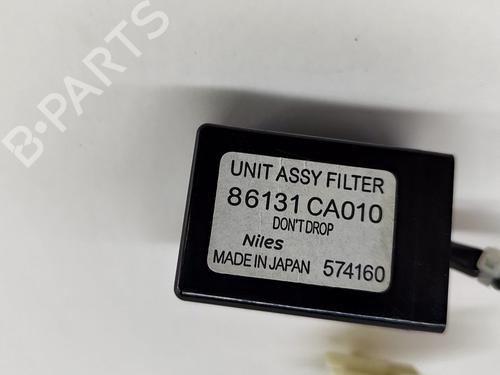 B-PARTS
UNIT ASSY FILTER
86131 CA010
DON'T DROP
Niles
MADE IN JAPAN 574160